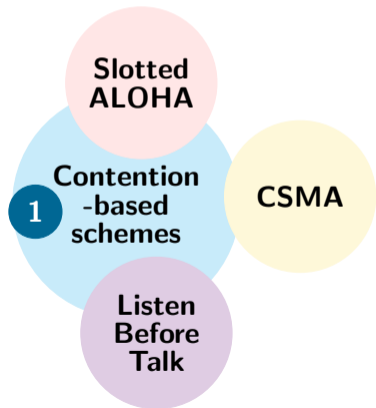 Slotted
ALOHA
Contention
-based
schemes
1
CSMA
Listen
Before
Talk